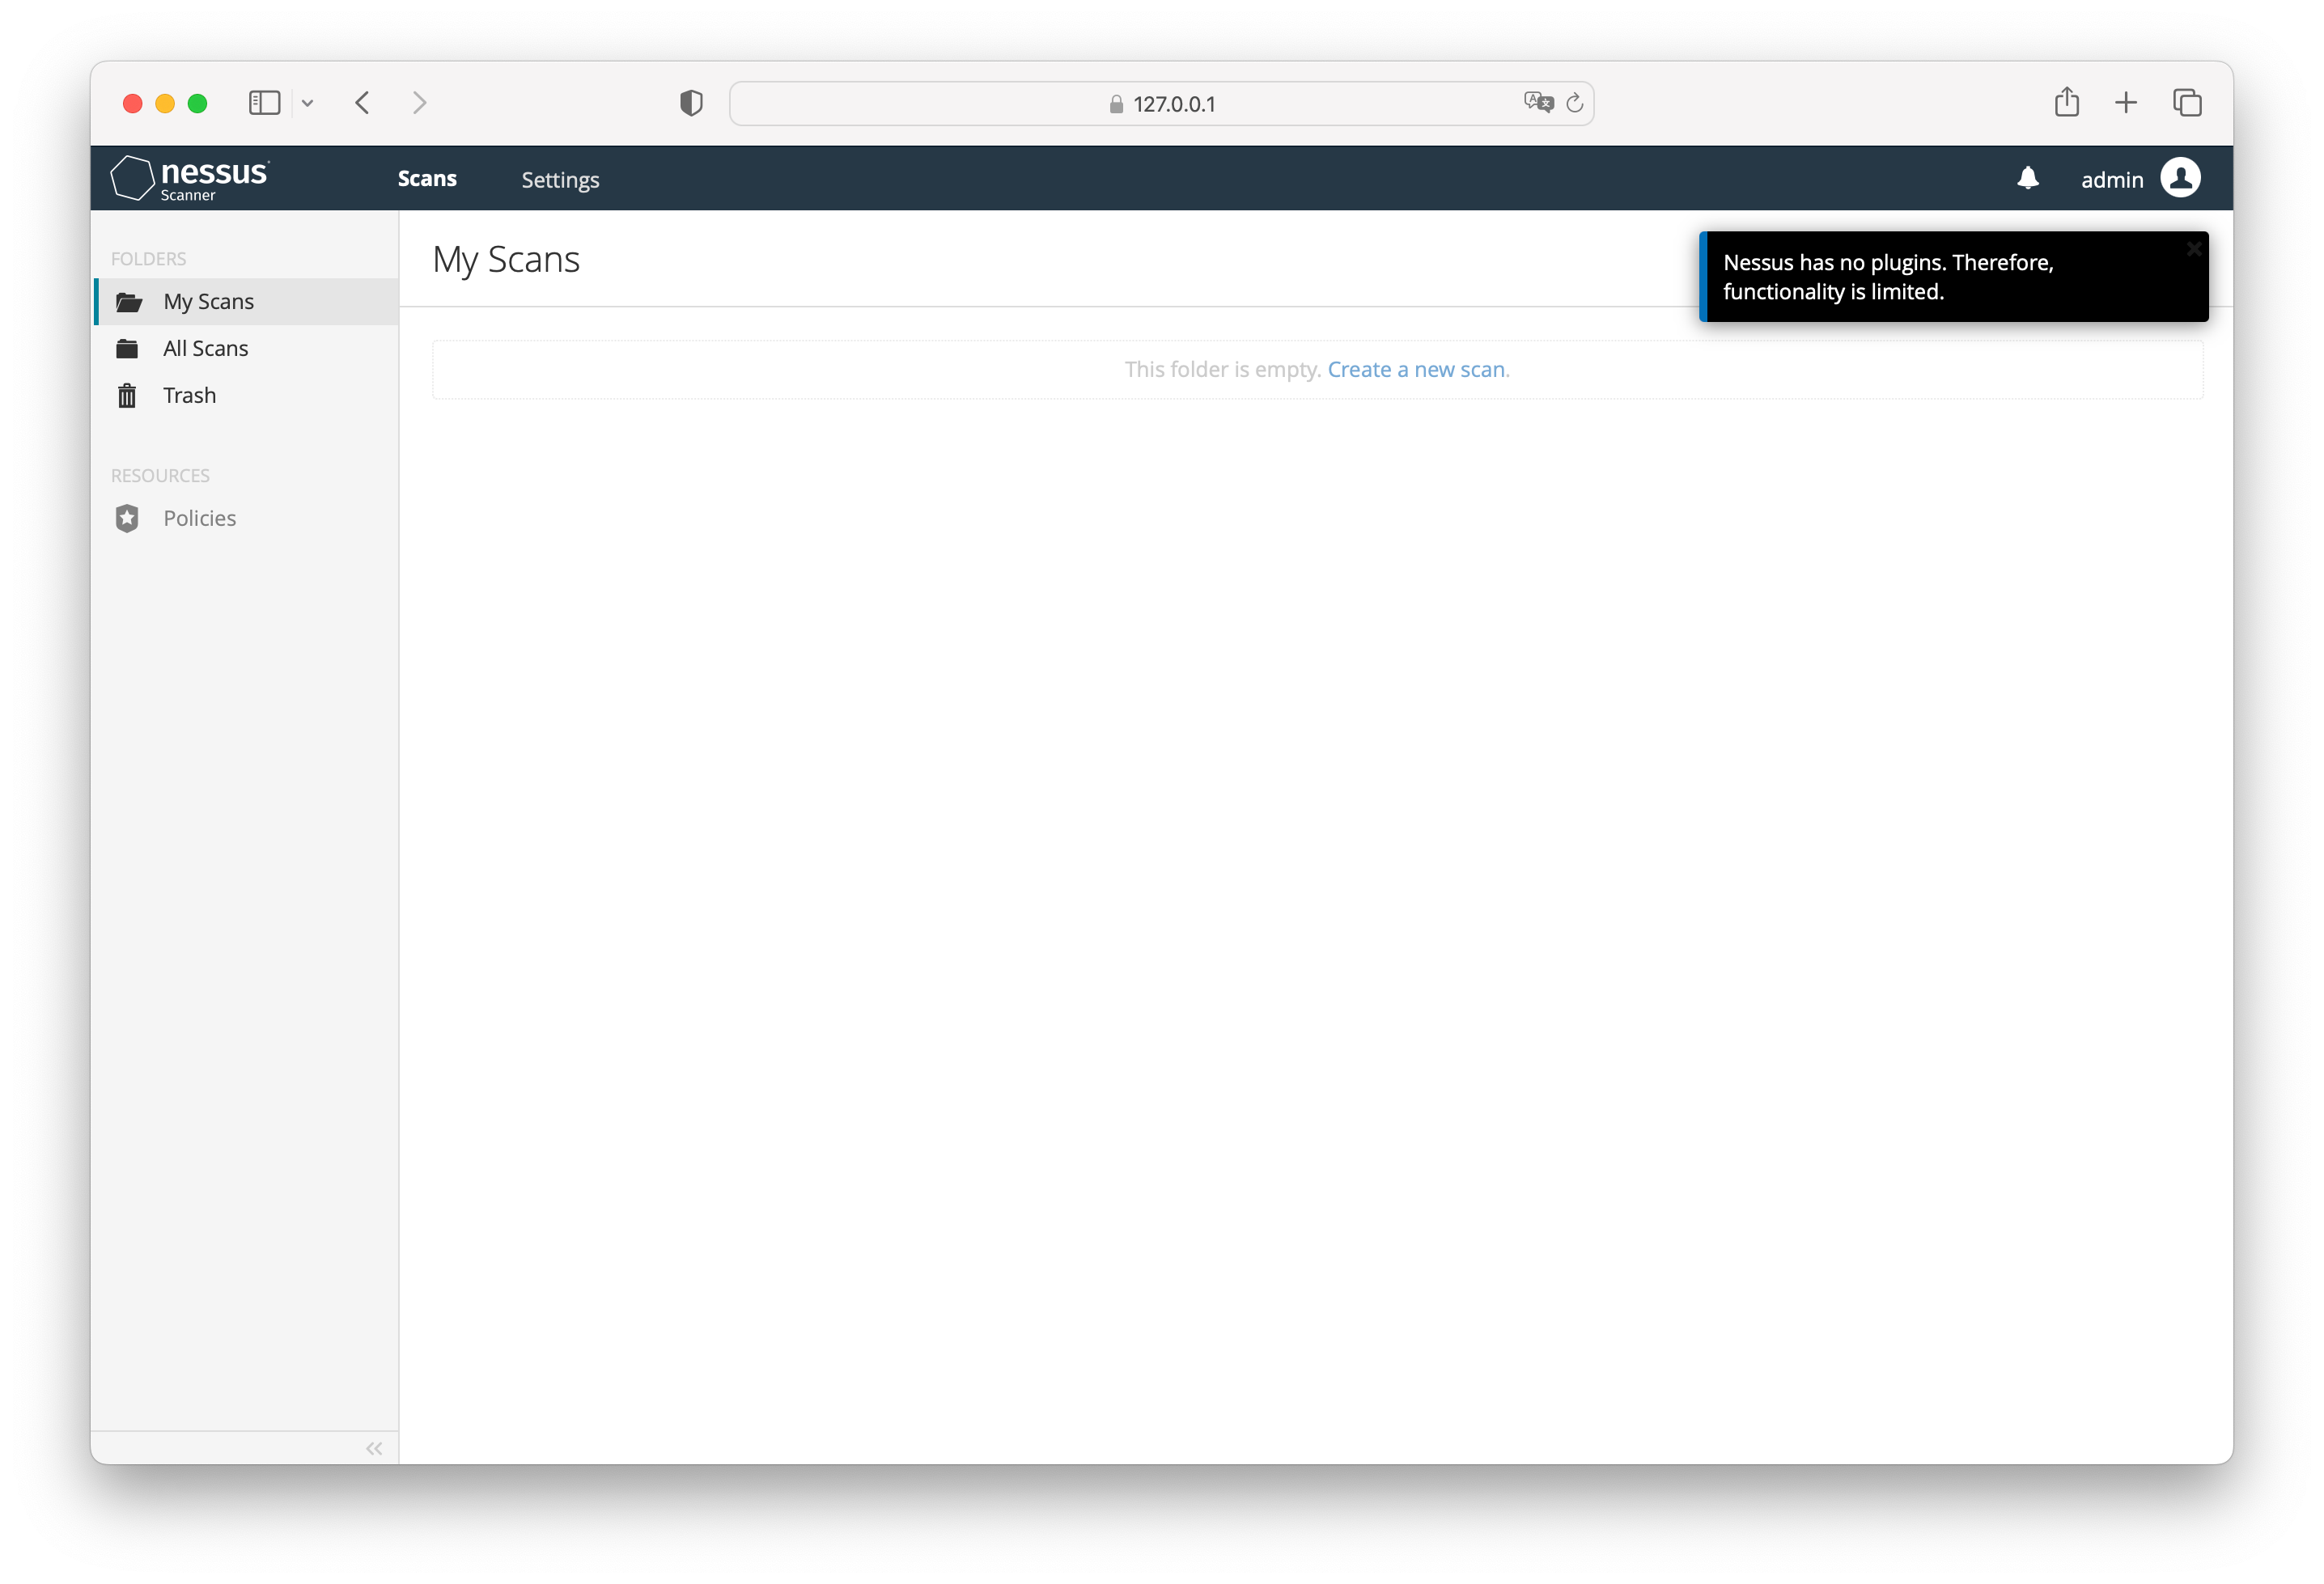 127.0.0.1
nessus
Scanner
Scans
Settings
admin
FOLDERS
My Scans
All Scans
Trash
RESOURCES
Policies
My Scans
Nessus has no plugins. Therefore,
functionality is limited.
This folder is empty. Create a new scan.